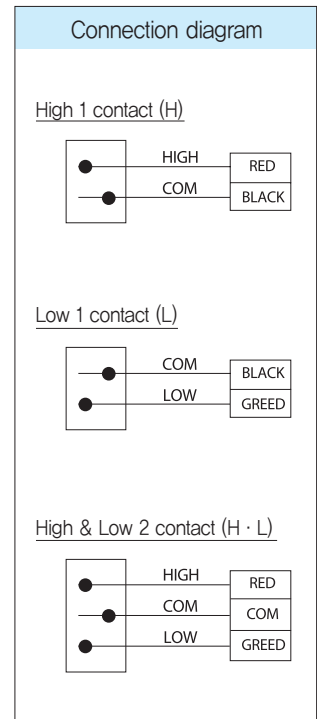 Connection diagram
High 1 contact (H)
HIGH RED
COM BLACK
Low 1 contact (L)
COM BLACK
LOW GREED
High & Low 2 contact (H · L)
HIGH RED
COM COM
LOW GREED